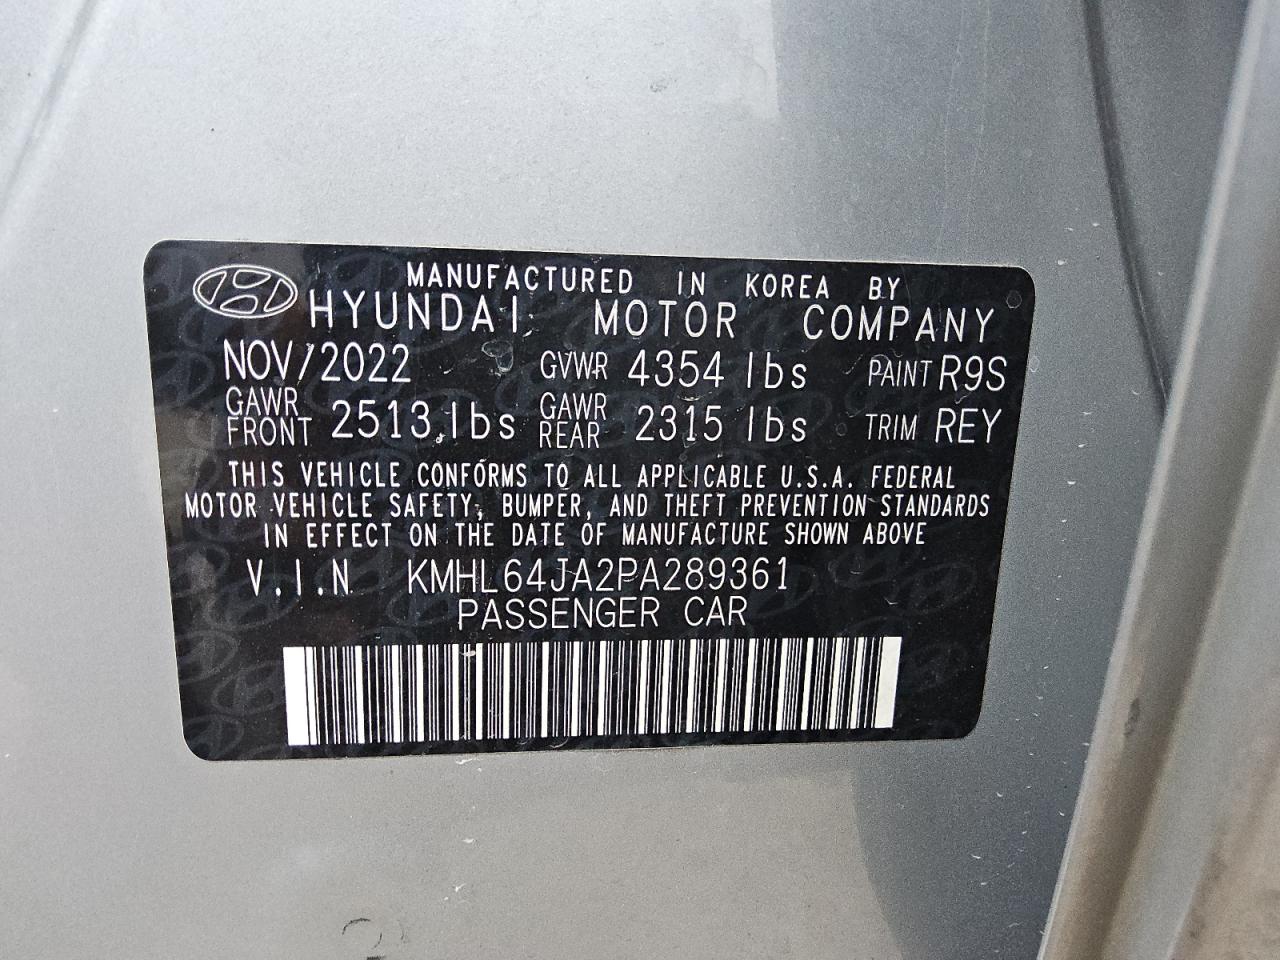 MANUFACTURED IN KOREA BY
HYUNDAI MOTOR COMPANY
NOV/2022 GVWR 4354 lbs PAINT R9S
GAWR FRONT 2513 lbs GAWR REAR 2315 lbs TRIM REY
THIS VEHICLE CONFORMS TO ALL APPLICABLE U.S.A. FEDERAL
MOTOR VEHICLE SAFETY, BUMPER, AND THEFT PREVENTION STANDARDS
IN EFFECT ON THE DATE OF MANUFACTURE SHOWN ABOVE
V.I.N KMHL64JA2PA289361
PASSENGER CAR